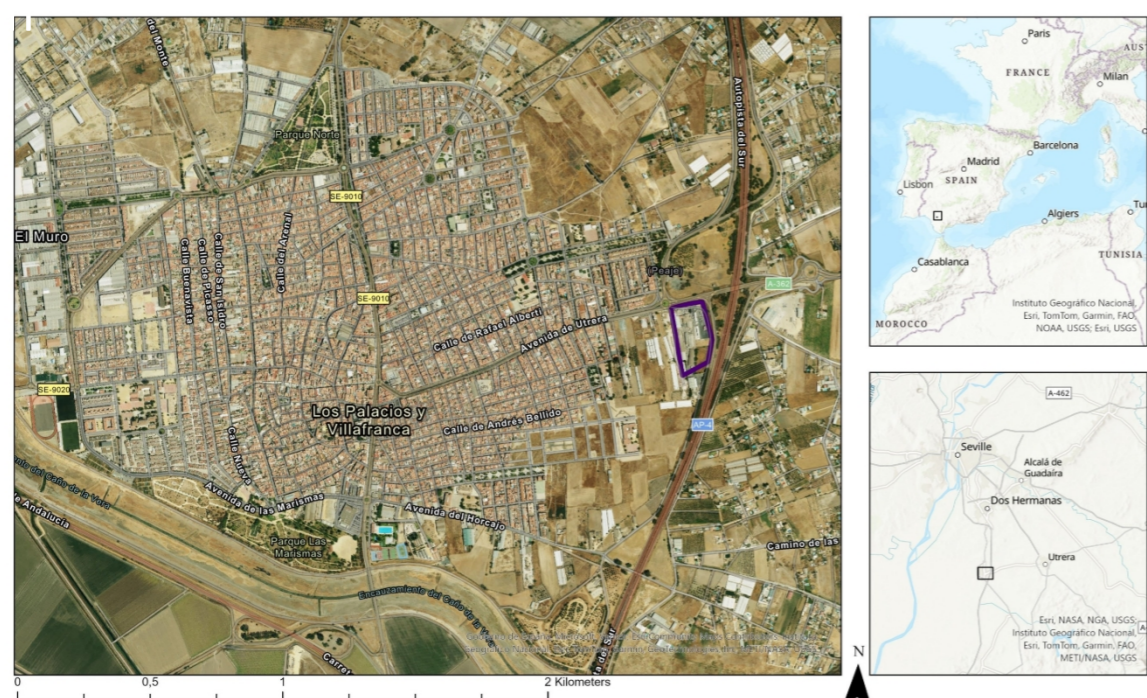 del Monte
Parque Norte
Autopista del Sur
SE-9010
El Muro
Calle Buenavista
Calle de Picasso
Calle de San Isidro
Calle del Arenal
(Peaje)
A-362
SE-9010
Calle de Rafael Alberti
Avenida de Utrera
SE-9020
Los Palacios y
Villafranca
Calle de Andrés Bellido
AP-4
Calle Nueva
Avenida de las Marismas
Avenida del Horcajo
Parque Las
Marismas
Camino de las
Encauzamiento del Caño de la
0
0,5
1
2 Kilometers
N
Paris
FRANCE
Milan
Barcelona
Madrid
SPAIN
Lisbon
Algiers
Casablanca
TUNISIA
MOROCCO
Instituto Geográfico Nacional,
Esri, TomTom, Garmin, FAO,
NOAA, USGS; Esri, USGS
A-462
Seville
Alcalá de
Guadaíra
Dos Hermanas
Utrera
Esri, NASA, NGA, USGS,
Instituto Geográfico Nacional,
Esri, TomTom, Garmin, FAO,
METI/NASA, USGS